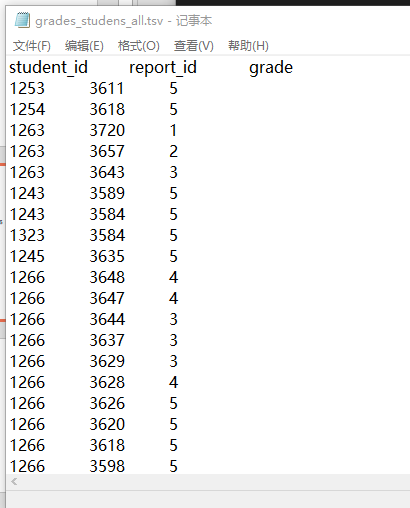 grades_studens_all.tsv - 记事本
文件(F) 编辑(E) 格式(O) 查看(V) 帮助(H)
student_id report_id grade
1253 3611 5
1254 3618 5
1263 3720 1
1263 3657 2
1263 3643 3
1243 3589 5
1243 3584 5
1323 3584 5
1245 3635 5
1266 3648 4
1266 3647 4
1266 3644 3
1266 3637 3
1266 3629 3
1266 3628 4
1266 3626 5
1266 3620 5
1266 3618 5
1266 3598 5